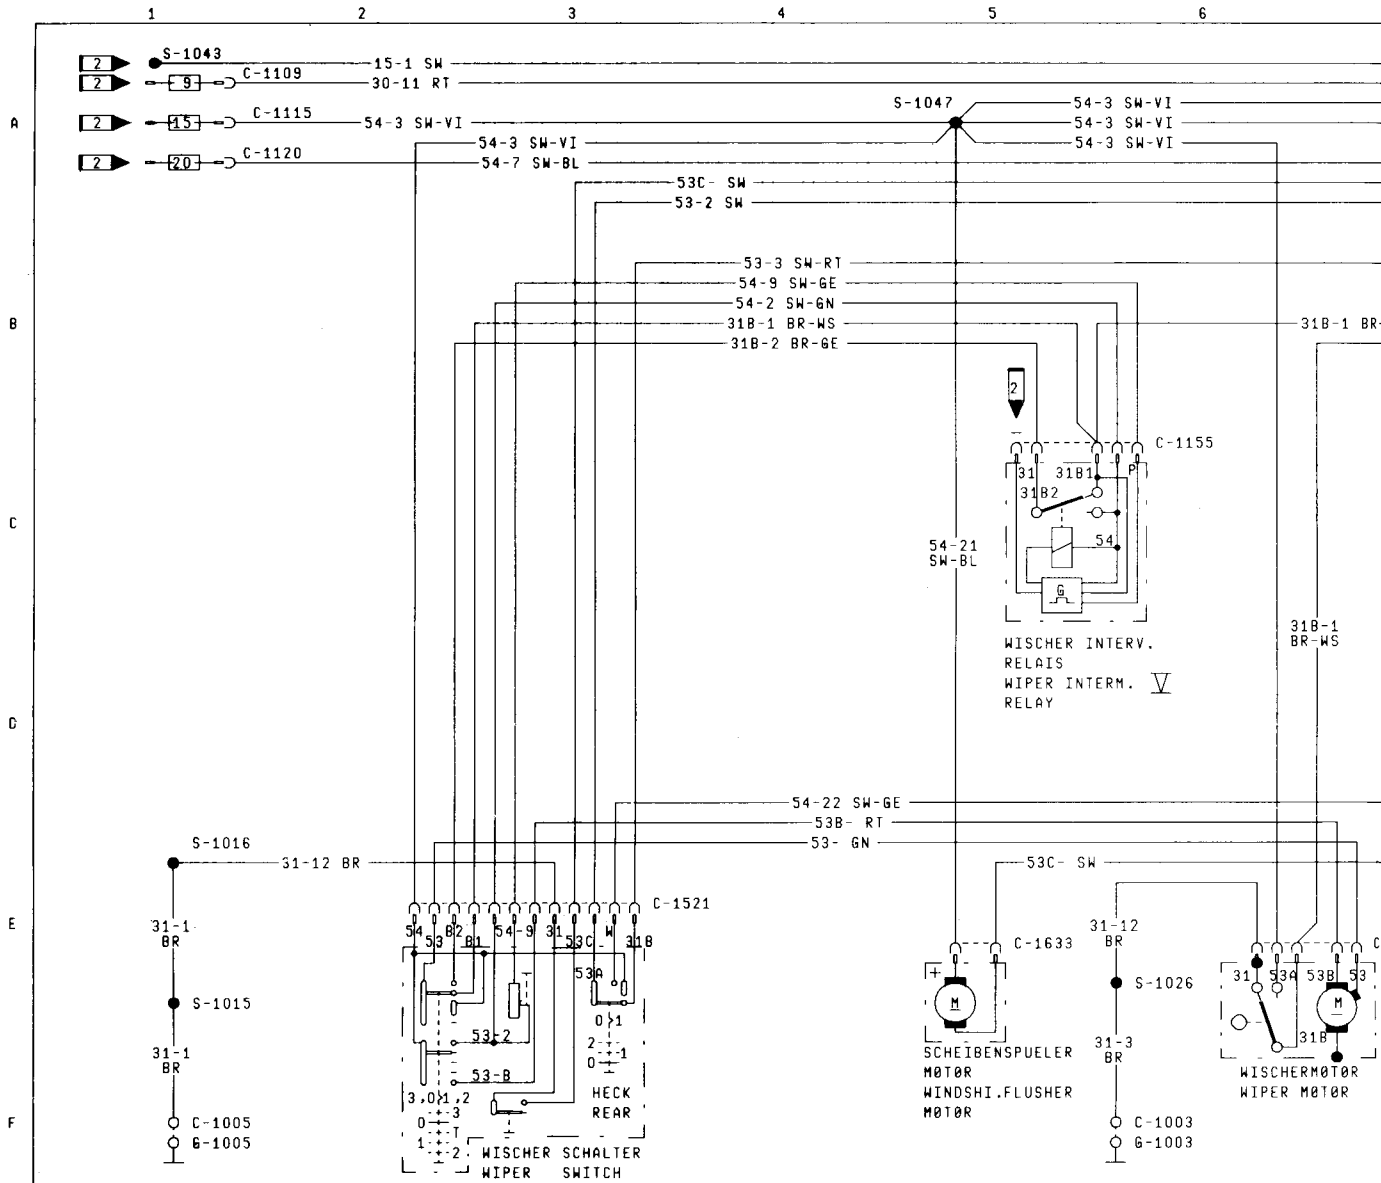 1 2 3 4 5 6
A
B
C
D
E
F
2 S-1043 15-1 SW
2 9 C-1109 30-11 RT
2 15 C-1115 54-3 SW-VI
54-3 SW-VI
2 20 C-1120 54-7 SW-BL
S-1047
54-3 SW-VI
54-3 SW-VI
54-3 SW-VI
53C- SW
53-2 SW
53-3 SW-RT
54-9 SW-GE
54-2 SW-GN
31B-1 BR-WS
31B-2 BR-GE
31B-1 BR-
2
C-1155
31 31B1 P
31B2
54
G
54-21
SW-BL
WISCHER INTERV.
RELAIS
WIPER INTERM.
RELAY
V
31B-1
BR-WS
54-22 SW-GE
53B- RT
53- GN
53C- SW
S-1016
31-12 BR
31-1
BR
S-1015
31-1
BR
C-1005
G-1005
C-1521
54 53 B2 B1 54-9 31 53C W 31B
53A
53-2
53-B
0>1
2
1
0
HECK
REAR
3,0,1,2
3
0
T
1
2
WISCHER SCHALTER
WIPER SWITCH
C-1633
+
M
SCHEIBENSPUELER
MØTØR
WINDSHI.FLUSHER
MØTØR
31-12
BR
S-1026
31-3
BR
C-1003
G-1003
C
31 53A 53B 53
M
31B
WISCHERMØTØR
WIPER MØTØR